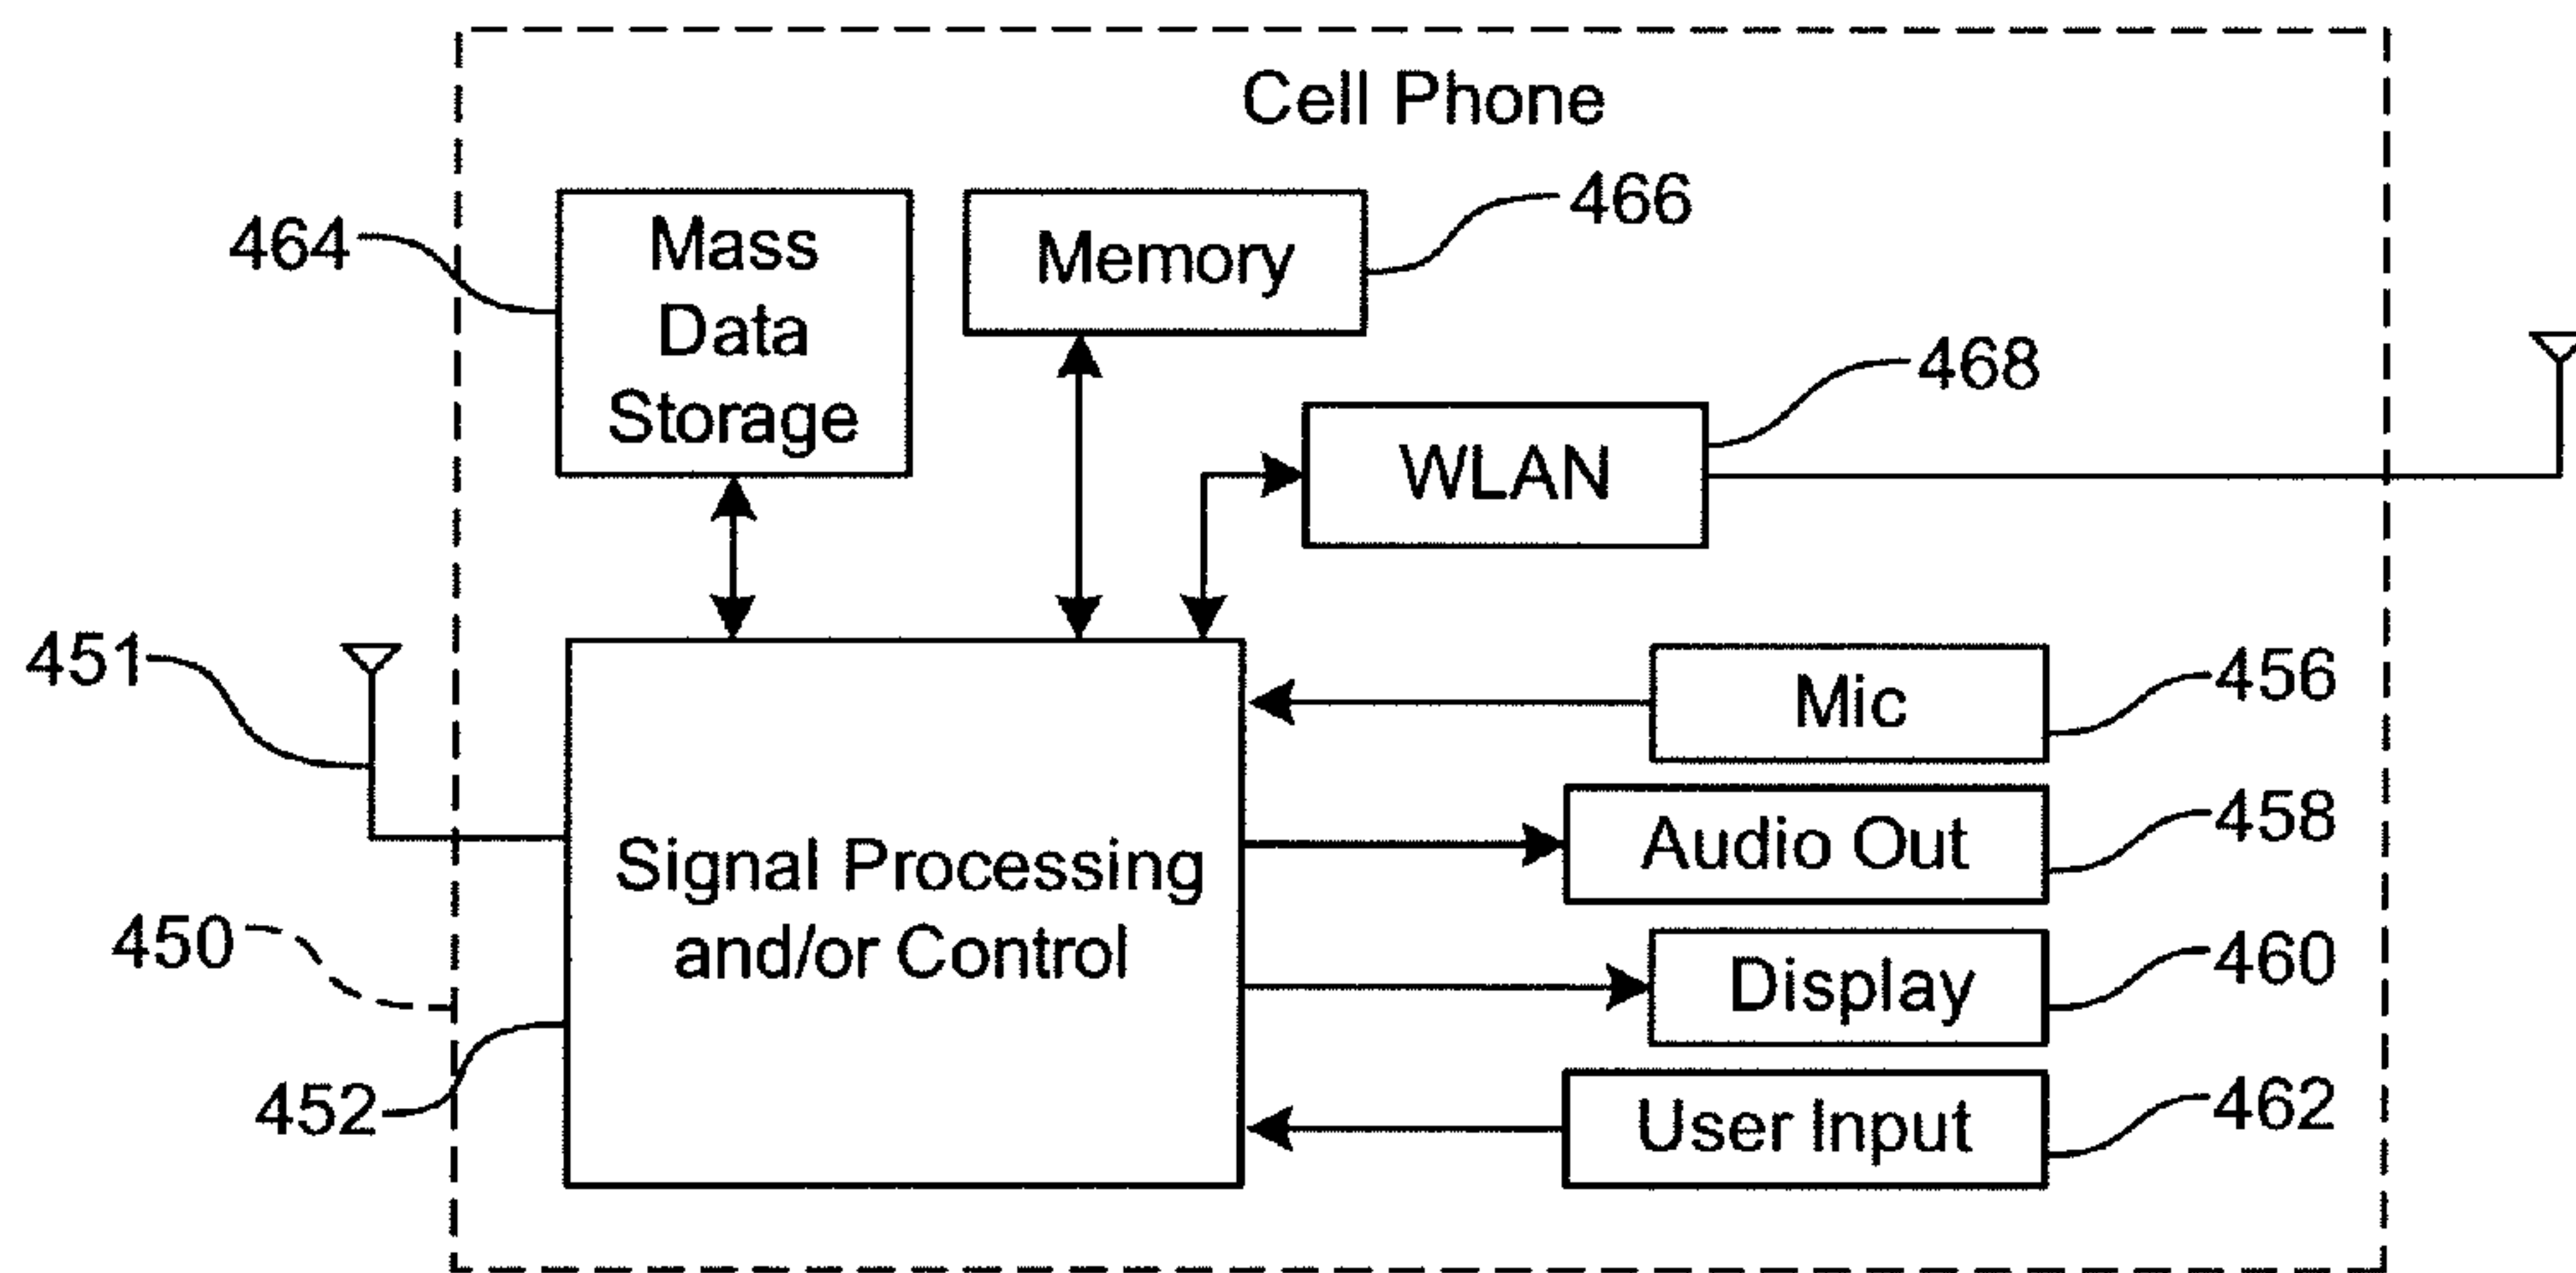 Cell Phone
464
Mass
Data
Storage
Memory
466
WLAN
468
451
Mic
456
Audio Out
458
Signal Processing
and/or Control
450
Display
460
452
User Input
462